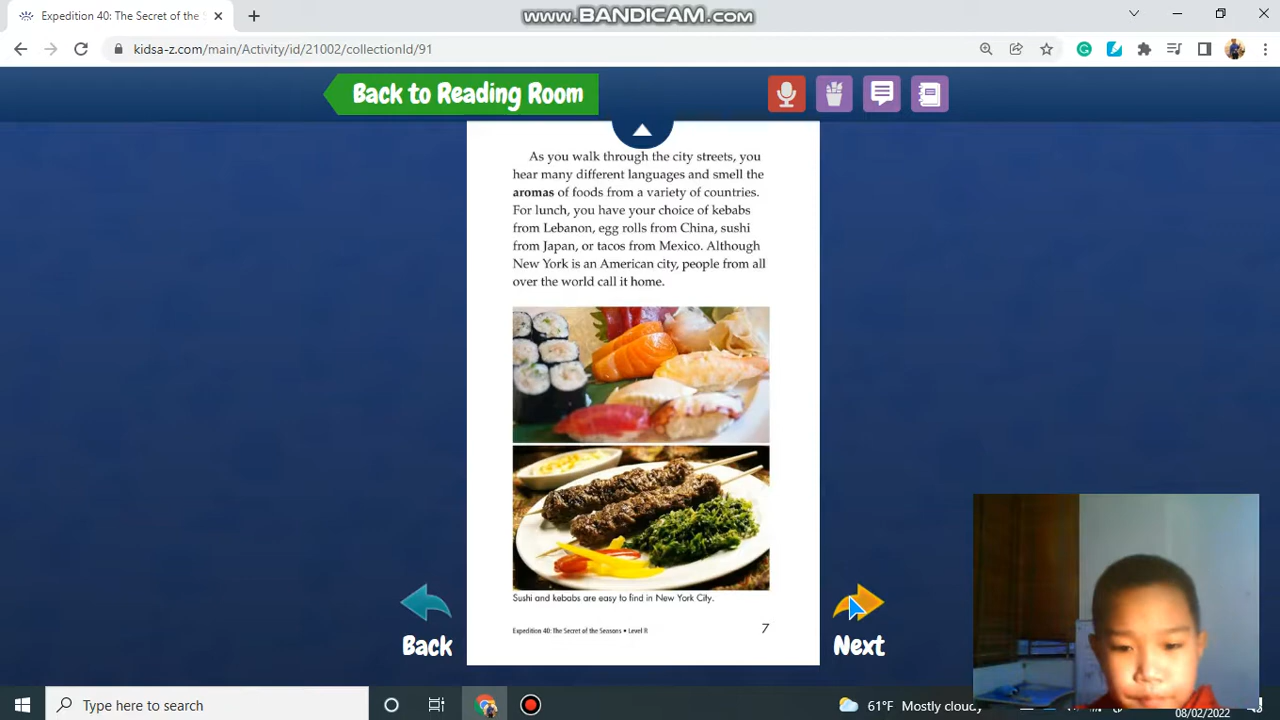 Expedition 40: The Secret of the S
www.BANDICAM.com
kidsa-z.com/main/Activity/id/21002/collectionId/91
Back to Reading Room
As you walk through the city streets, you
hear many different languages and smell the
aromas of foods from a variety of countries.
For lunch, you have your choice of kebabs
from Lebanon, egg rolls from China, sushi
from Japan, or tacos from Mexico. Although
New York is an American city, people from all
over the world call it home.
Sushi and kebabs are easy to find in New York City.
Expedition 40: The Secret of the Seasons • Level R
7
Back
Next
Type here to search
61°F Mostly cloudy
08/02/2022